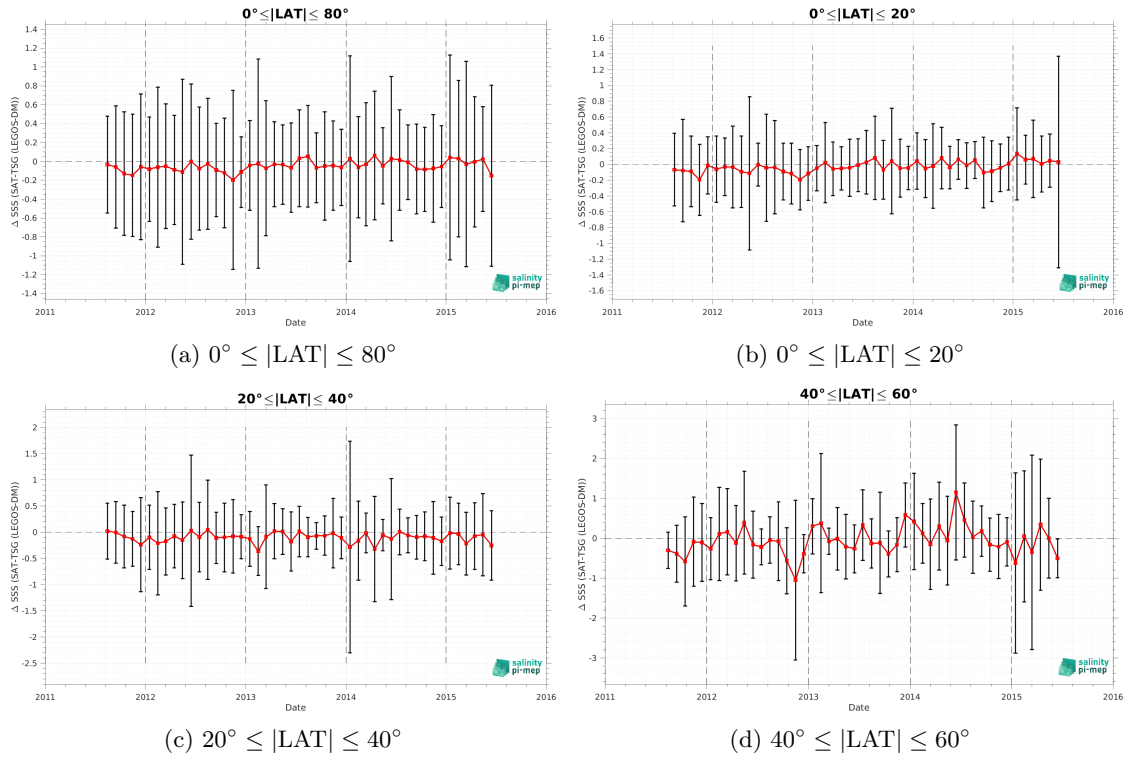 0°≤|LAT|≤ 80°
1.4
1.2
1
0.8
0.6
0.4
0.2
0
-0.2
-0.4
-0.6
-0.8
-1
-1.2
-1.4
Δ SSS (SAT-TSG (LEGOS-DM))
salinity
pi-mep
2011 2012 2013 2014 2015 2016
Date
(a) 0° ≤ |LAT| ≤ 80°
0°≤|LAT|≤ 20°
1.6
1.4
1.2
1
0.8
0.6
0.4
0.2
0
-0.2
-0.4
-0.6
-0.8
-1
-1.2
-1.4
-1.6
Δ SSS (SAT-TSG (LEGOS-DM))
salinity
pi-mep
2011 2012 2013 2014 2015 2016
Date
(b) 0° ≤ |LAT| ≤ 20°
20°≤|LAT|≤ 40°
2
1.5
1
0.5
0
-0.5
-1
-1.5
-2
-2.5
Δ SSS (SAT-TSG (LEGOS-DM))
salinity
pi-mep
2011 2012 2013 2014 2015 2016
Date
(c) 20° ≤ |LAT| ≤ 40°
40°≤|LAT|≤ 60°
3
2
1
0
-1
-2
-3
Δ SSS (SAT-TSG (LEGOS-DM))
salinity
pi-mep
2011 2012 2013 2014 2015 2016
Date
(d) 40° ≤ |LAT| ≤ 60°